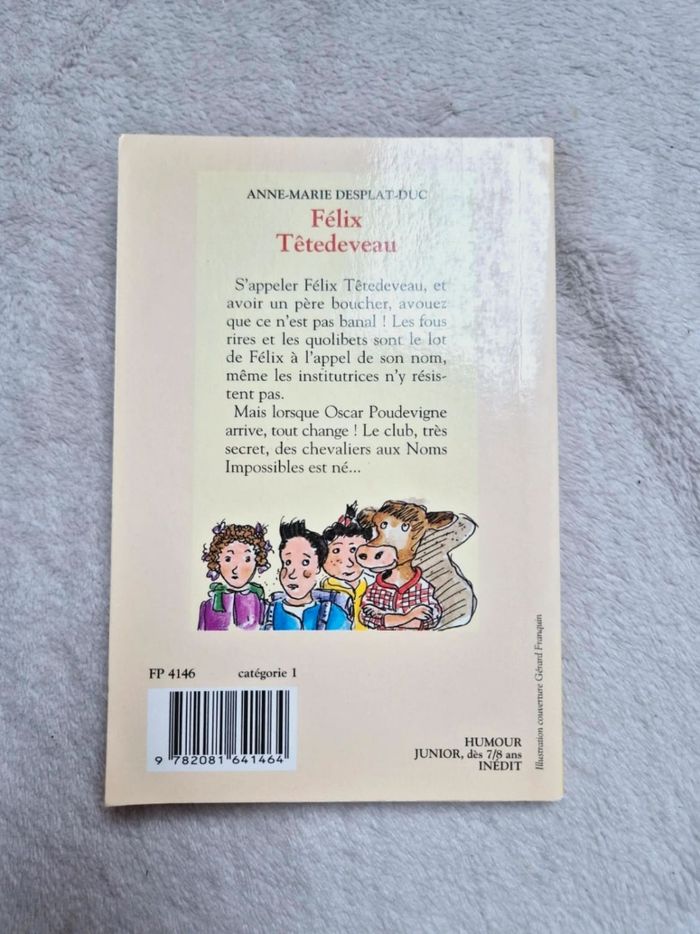 ANNE-MARIE DESPLAT-DUC
Félix
Têtedeveau
S'appeler Félix Têtedeveau, et
avoir un père boucher, avouez
que ce n'est pas banal ! Les fous
rires et les quolibets sont le lot
de Félix à l'appel de son nom,
même les institutrices n'y résis-
tent pas.
Mais lorsque Oscar Poudevigne
arrive, tout change ! Le club, très
secret, des chevaliers aux Noms
Impossibles est né...
FP 4146 catégorie 1
9 782081 641464
HUMOUR
JUNIOR, dès 7/8 ans
INÉDIT
Illustration couverture Gérard Franquin